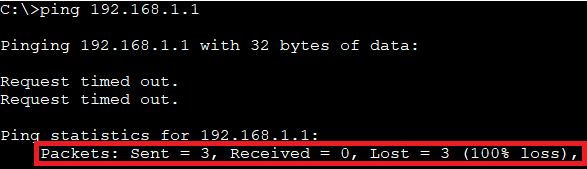 C:\>ping 192.168.1.1
Pinging 192.168.1.1 with 32 bytes of data:
Request timed out.
Request timed out.
Ping statistics for 192.168.1.1:
Packets: Sent = 3, Received = 0, Lost = 3 (100% loss),